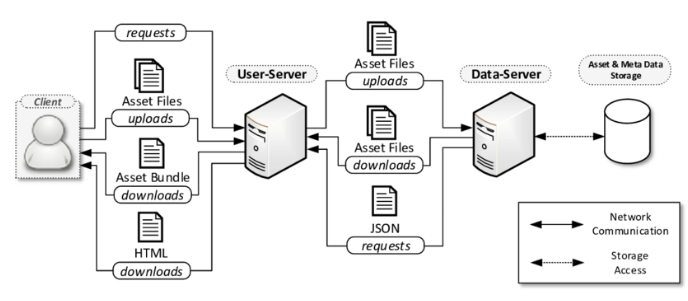 requests
Client
Asset Files
uploads
Asset Bundle
downloads
HTML
downloads
User-Server
Asset Files
uploads
Asset Files
downloads
JSON
requests
Data-Server
Asset & Meta Data
Storage
Network
Communication
Storage
Access